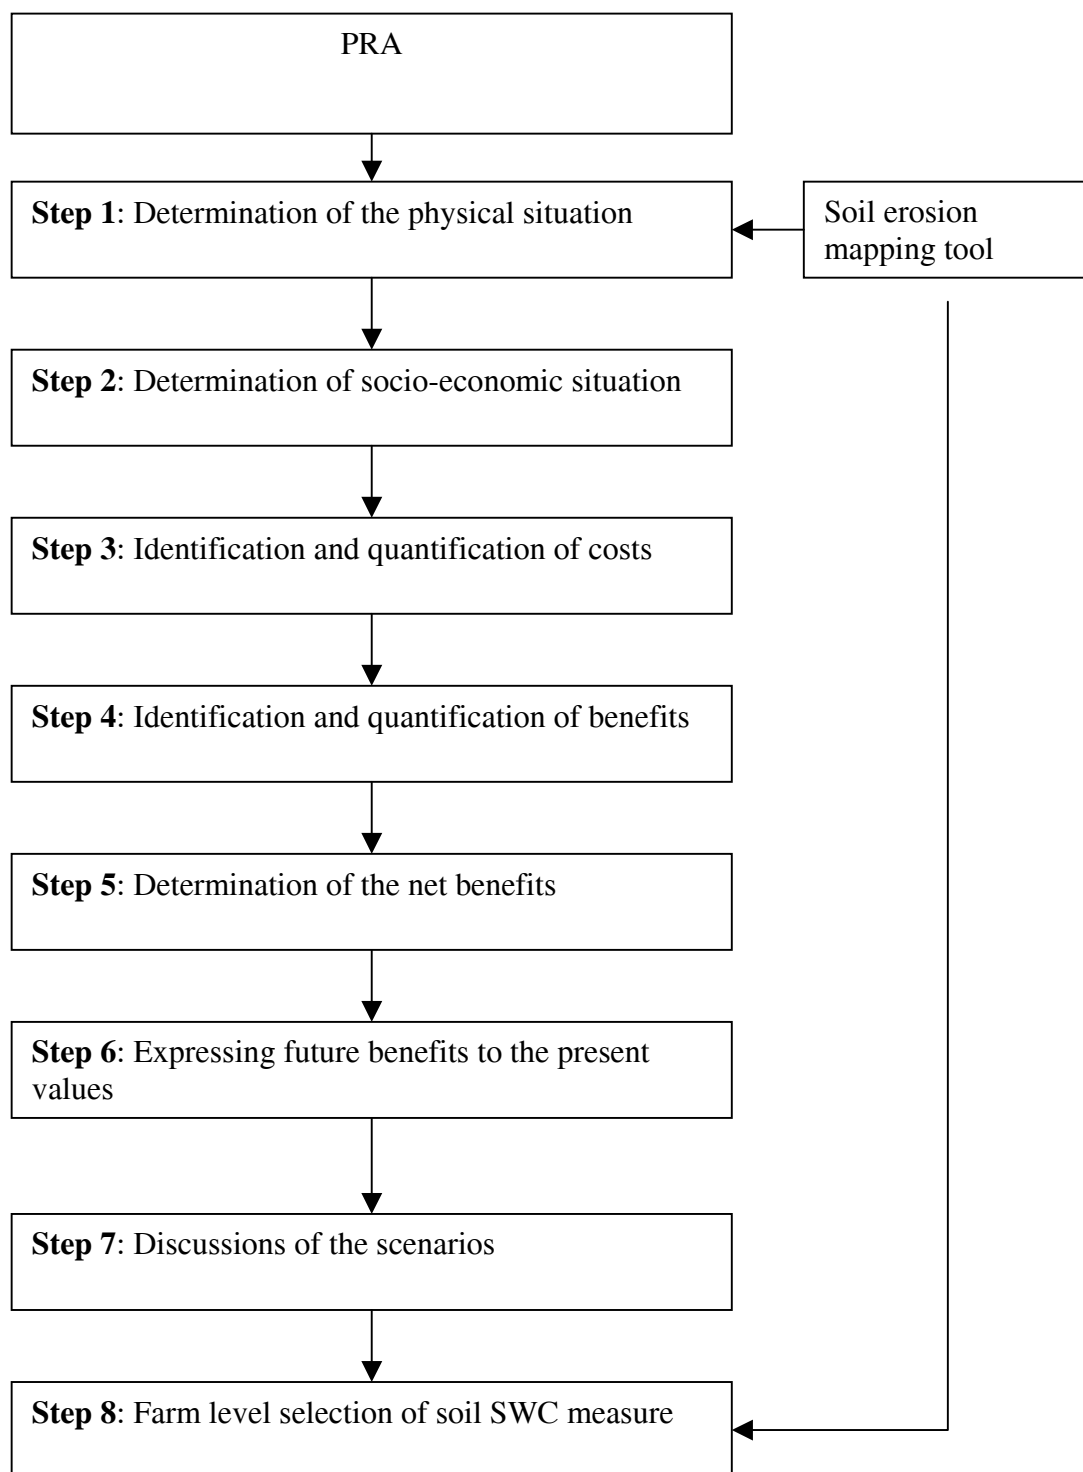 PRA
Step 1: Determination of the physical situation
Soil erosion
mapping tool
Step 2: Determination of socio-economic situation
Step 3: Identification and quantification of costs
Step 4: Identification and quantification of benefits
Step 5: Determination of the net benefits
Step 6: Expressing future benefits to the present
values
Step 7: Discussions of the scenarios
Step 8: Farm level selection of soil SWC measure